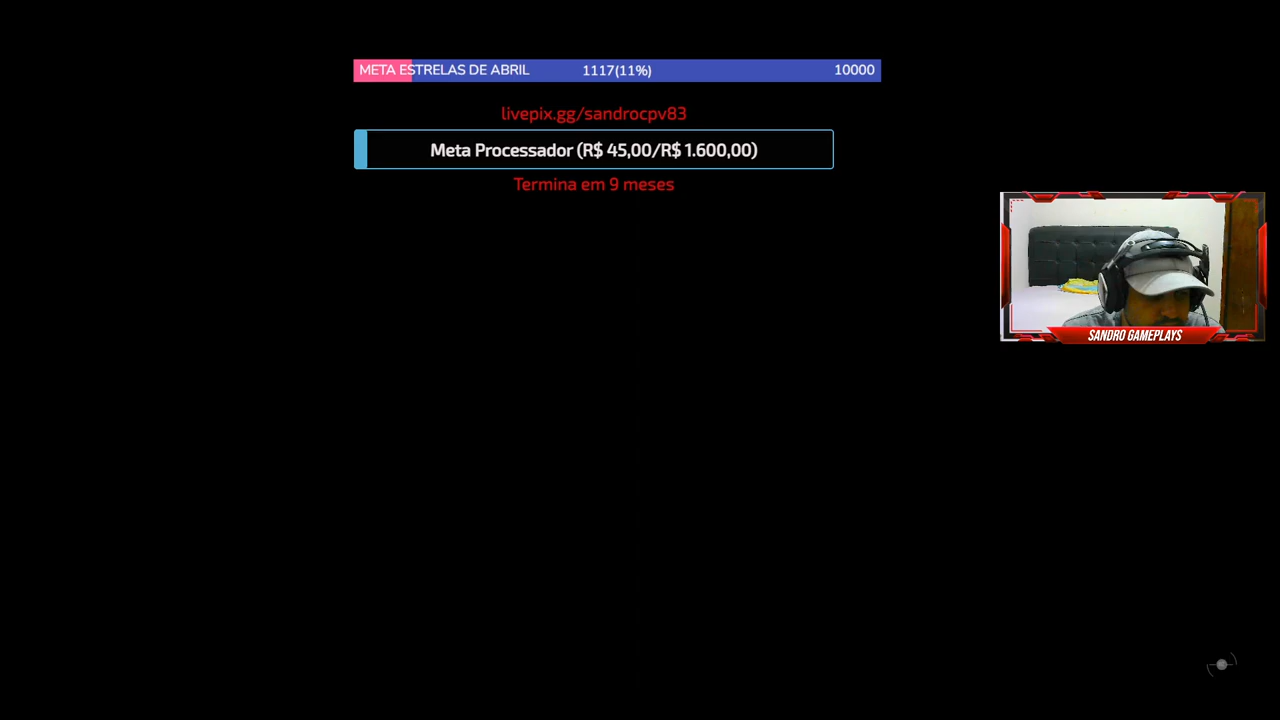 META ESTRELAS DE ABRIL 1117(11%) 10000
livepix.gg/sandrocpv83
Meta Processador (R$ 45,00/R$ 1.600,00)
Termina em 9 meses
SANDRO GAMEPLAYS